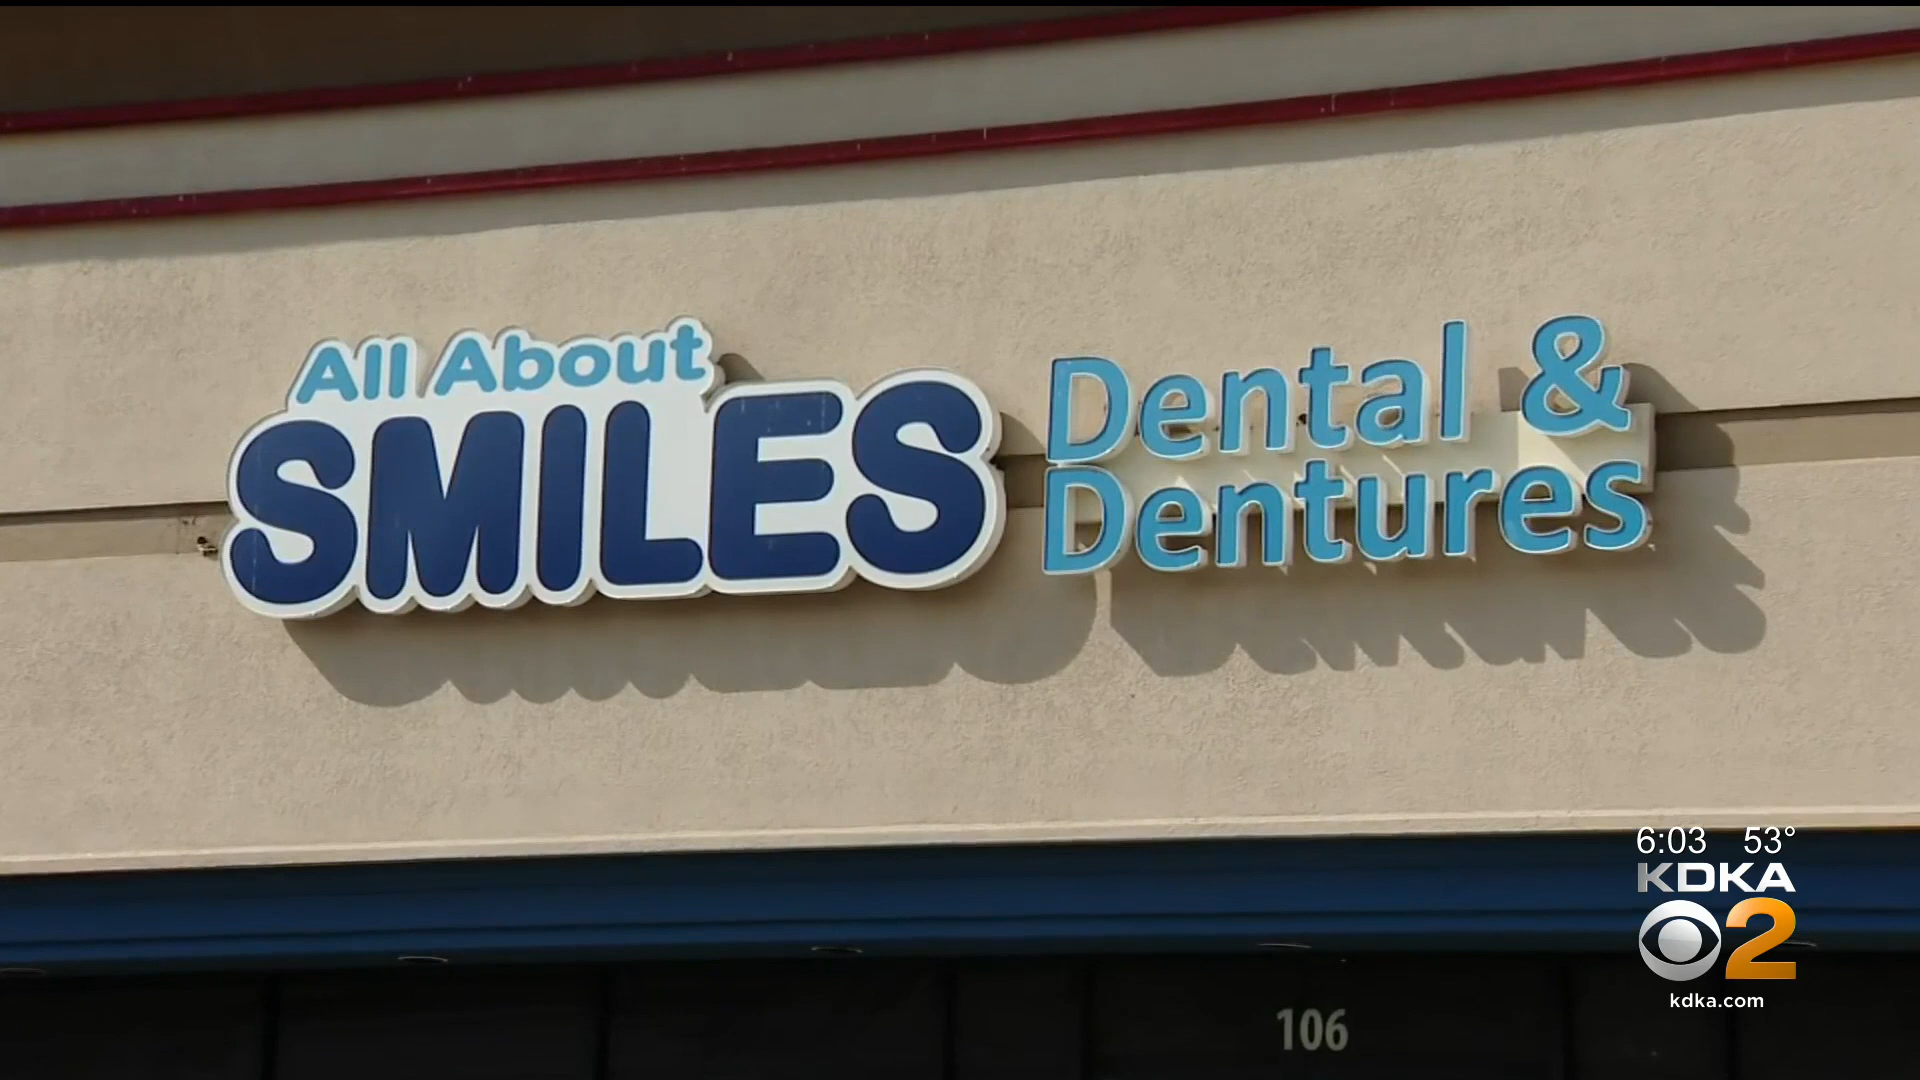 All About
SMILES
Dental &
Dentures
6:03 53°
KDKA
2
kdka.com
106